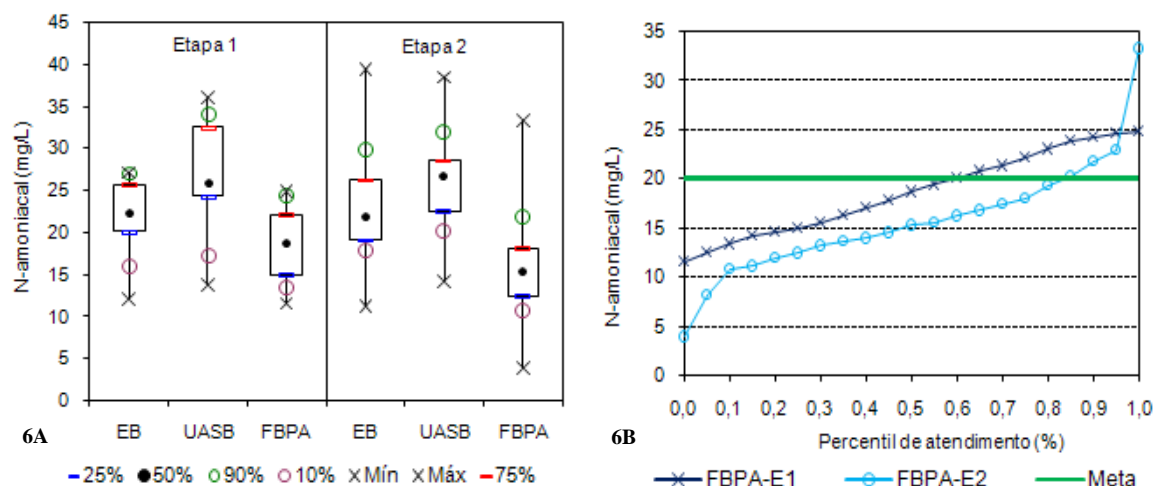 Etapa 1
Etapa 2
N-amoniacal (mg/L)
45
40
35
30
25
20
15
10
5
0
EB UASB FBPA EB UASB FBPA
6A
25% 50% 90% 10% Mín Máx 75%
N-amoniacal (mg/L)
35
30
25
20
15
10
5
0
0,0 0,1 0,2 0,3 0,4 0,5 0,6 0,7 0,8 0,9 1,0
6B
Percentil de atendimento (%)
FBPA-E1 FBPA-E2 Meta